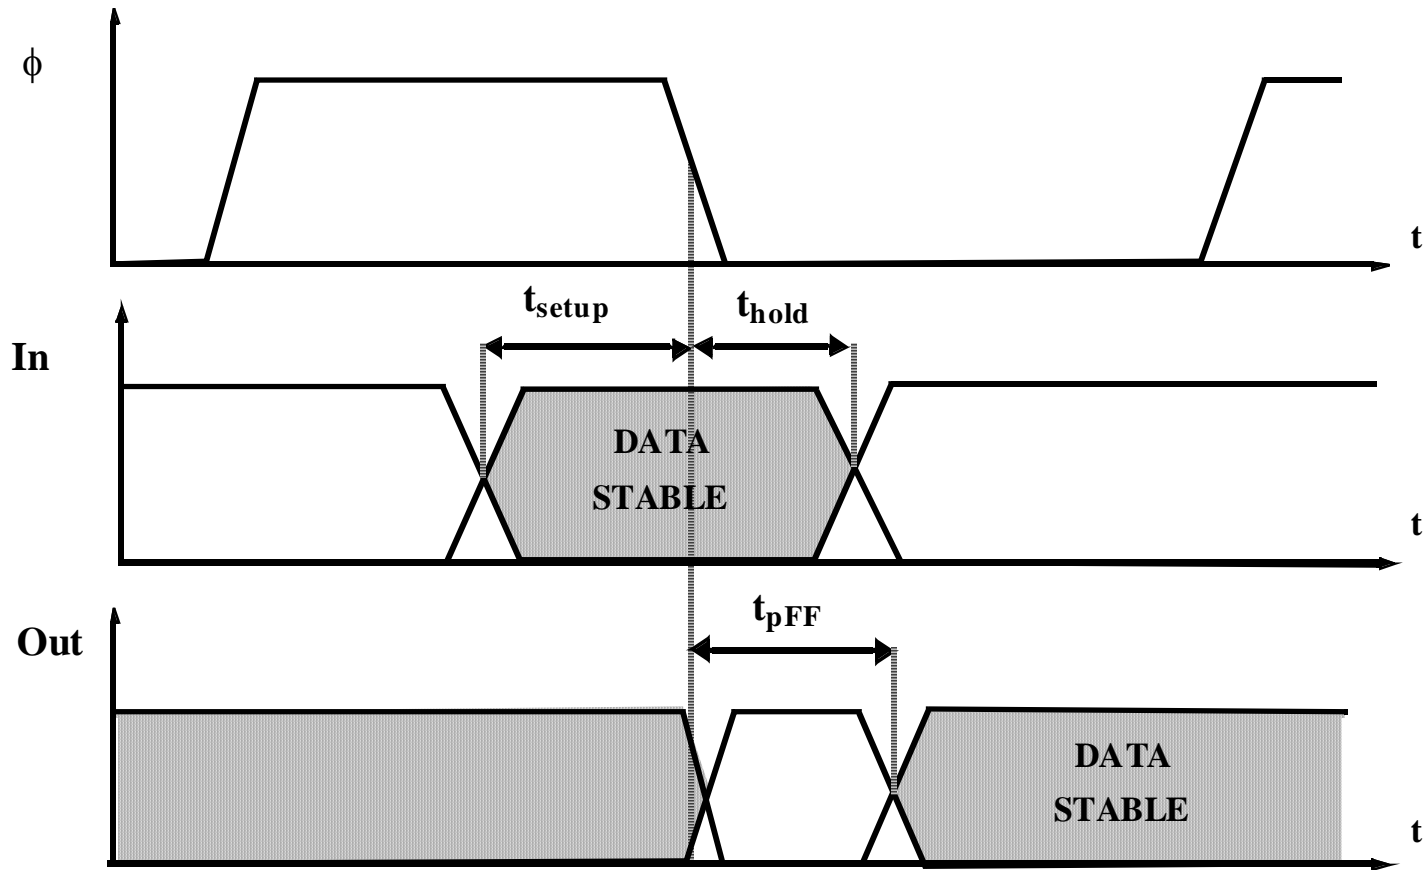 ϕ
t
t_setup
t_hold
In
DATA
STABLE
t
t_pFF
Out
DATA
STABLE
t